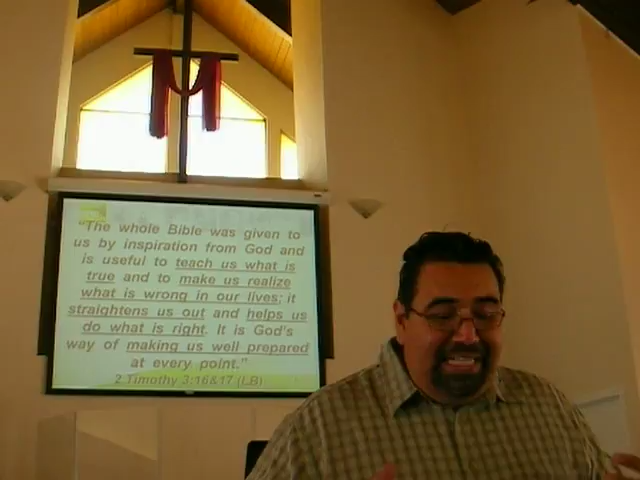 "The whole Bible was given to
us by inspiration from God and
is useful to teach us what is
true and to make us realize
what is wrong in our lives; it
straightens us out and helps us
do what is right. It is God's
way of making us well prepared
at every point."
2 Timothy 3:16&17 (LB)